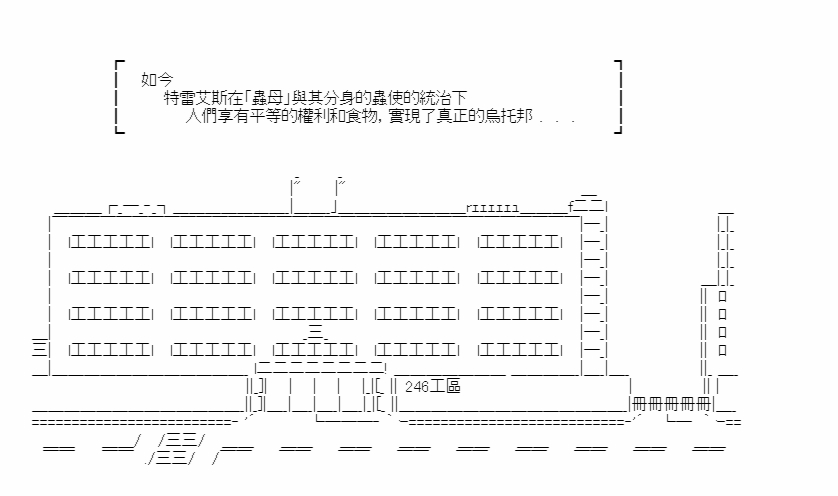 如今
特雷艾斯在「蟲母」與其分身的蟲使的統治下
人們享有平等的權利和食物, 實現了真正的烏托邦 . . .
246工區